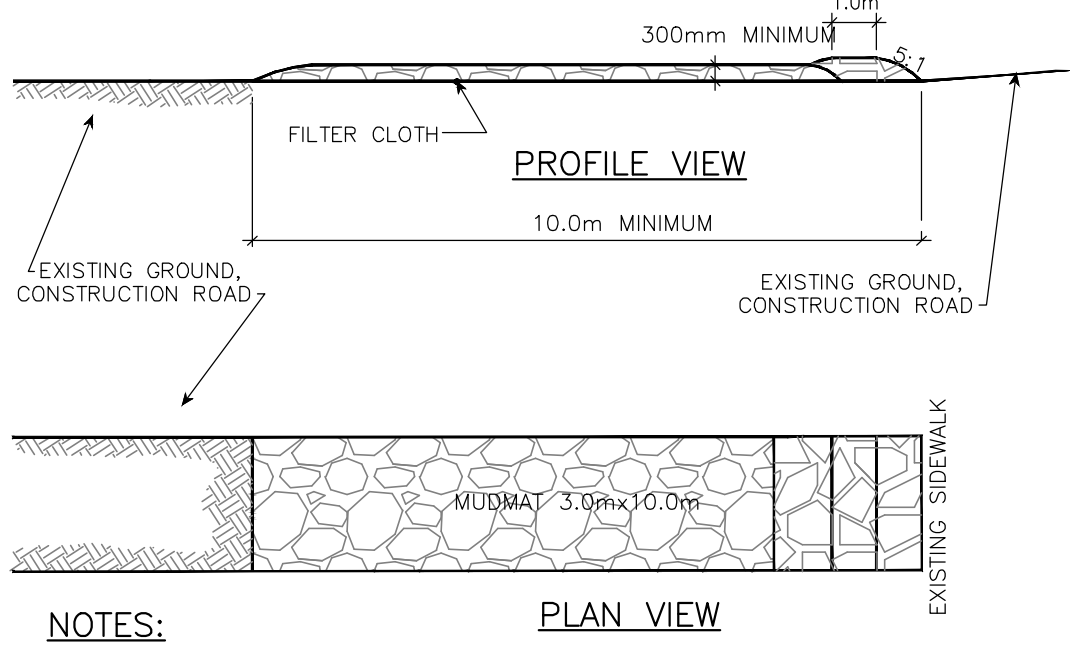 1.0m
300mm MINIMUM
5:1
FILTER CLOTH
PROFILE VIEW
10.0m MINIMUM
EXISTING GROUND,
CONSTRUCTION ROAD
EXISTING GROUND,
CONSTRUCTION ROAD
MUDMAT 3.0mx10.0m
EXISTING SIDEWALK
NOTES:
PLAN VIEW